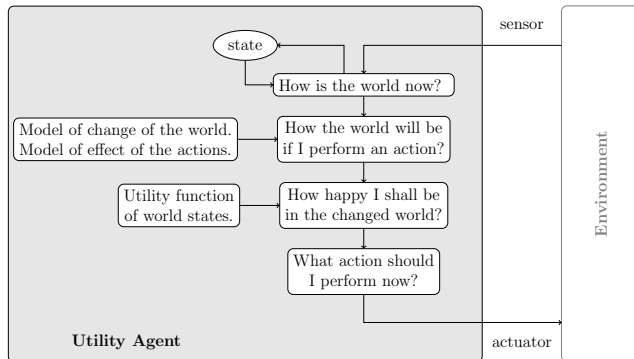 sensor
state
How is the world now?
Model of change of the world.
Model of effect of the actions.
How the world will be
if I perform an action?
Environment
Utility function
of world states.
How happy I shall be
in the changed world?
What action should
I perform now?
Utility Agent
actuator